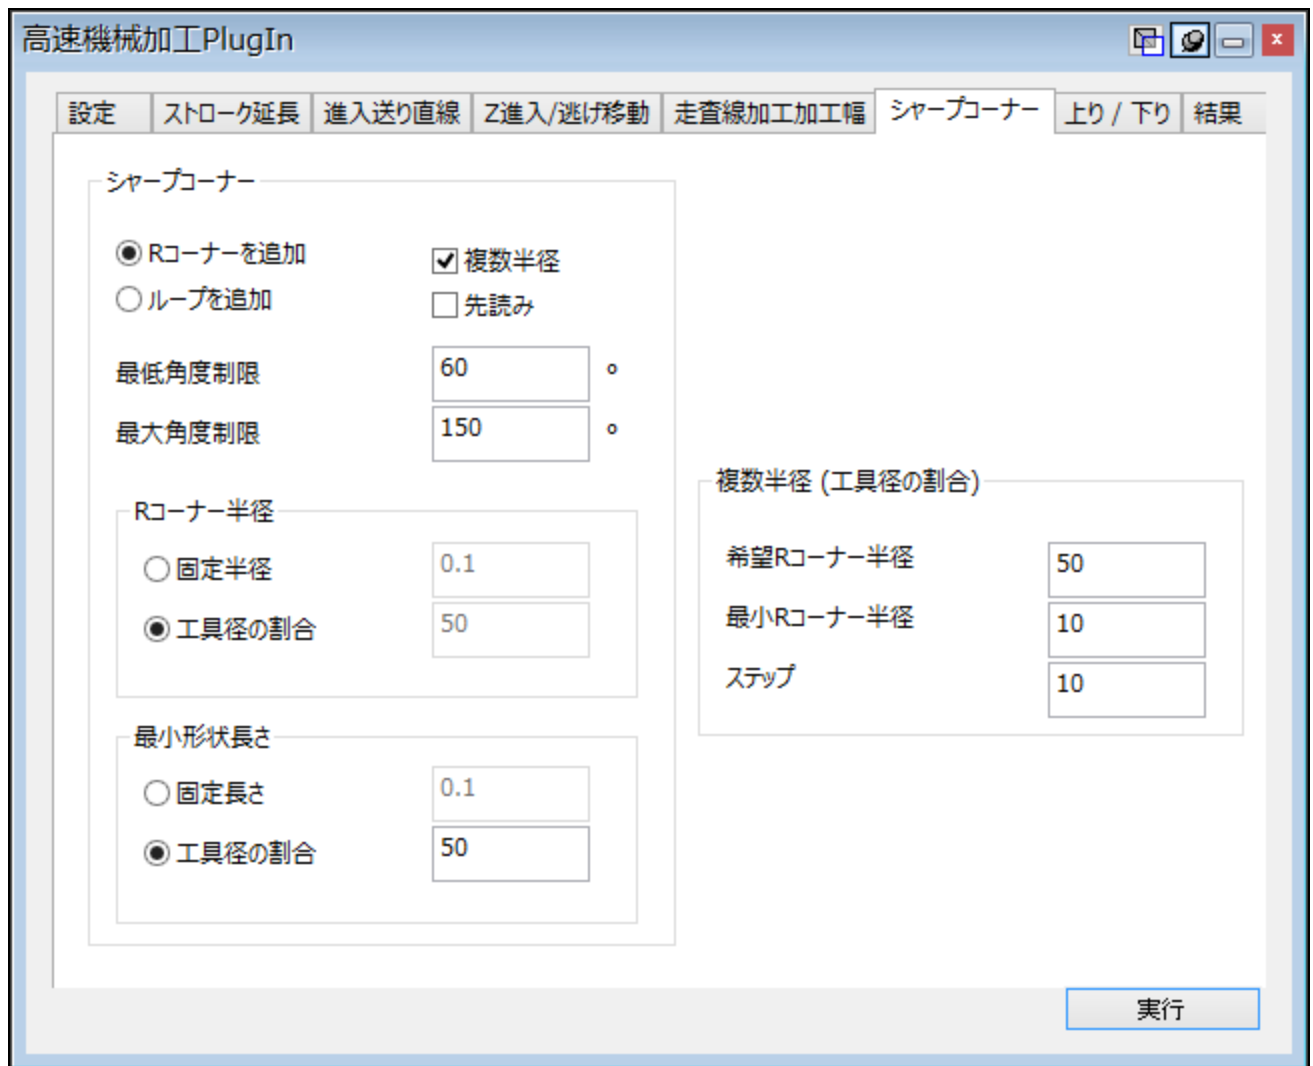 高速機械加工PlugIn
設定 ストローク延長 進入送り直線 Z進入/逃げ移動 走査線加工加工幅 シャープコーナー 上り / 下り 結果
シャープコーナー
Rコーナーを追加 複数半径
ループを追加 先読み
最低角度制限 60 °
最大角度制限 150 °
Rコーナー半径
固定半径 0.1
工具径の割合 50
最小形状長さ
固定長さ 0.1
工具径の割合 50
複数半径 (工具径の割合)
希望Rコーナー半径 50
最小Rコーナー半径 10
ステップ 10
実行